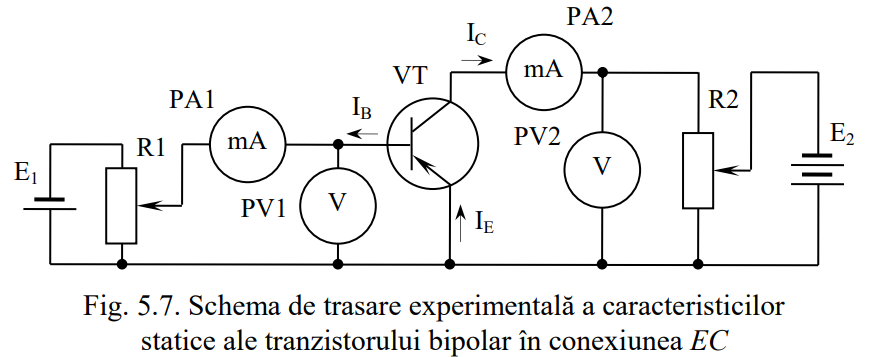 PA2
I_C
VT
mA
PA1
I_B
R2
R1
mA
PV2
E_2
E_1
V
PV1
V
I_E
Fig. 5.7. Schema de trasare experimentală a caracteristicilor
statice ale tranzistorului bipolar în conexiunea EC